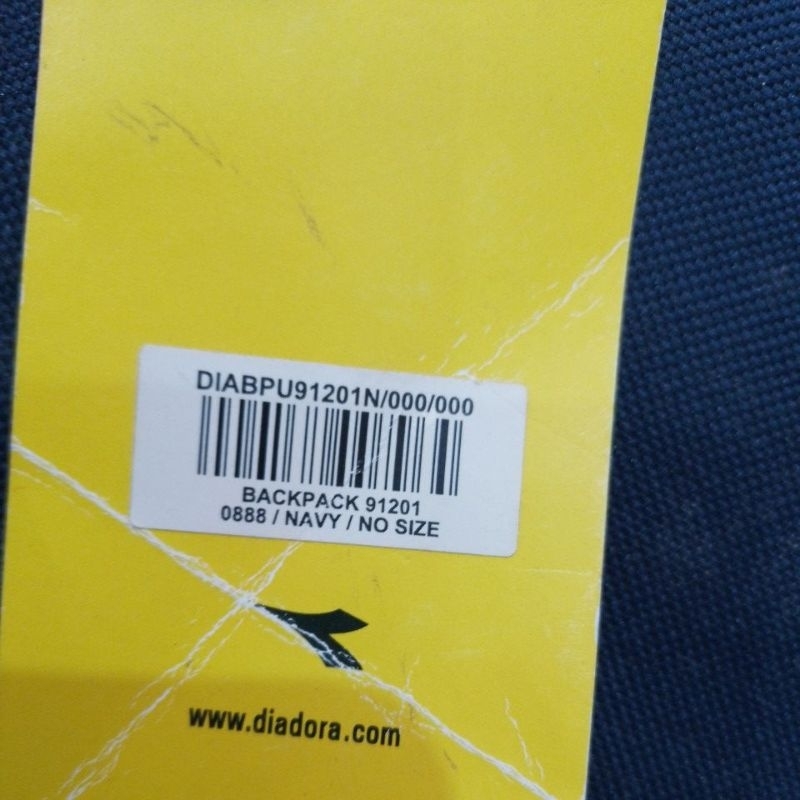 DIABPU91201N/000/000
BACKPACK 91201
0888 / NAVY / NO SIZE
www.diadora.com